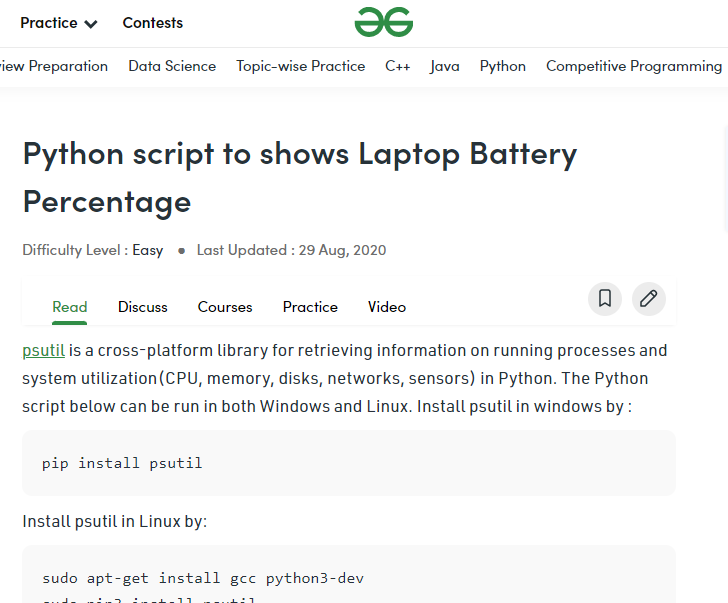 Practice Contests
iew Preparation Data Science Topic-wise Practice C++ Java Python Competitive Programming
Python script to shows Laptop Battery
Percentage
Difficulty Level : Easy • Last Updated : 29 Aug, 2020
Read Discuss Courses Practice Video
psutil is a cross-platform library for retrieving information on running processes and
system utilization(CPU, memory, disks, networks, sensors) in Python. The Python
script below can be run in both Windows and Linux. Install psutil in windows by :
pip install psutil
Install psutil in Linux by:
sudo apt-get install gcc python3-dev
sudo pip3 install psutil